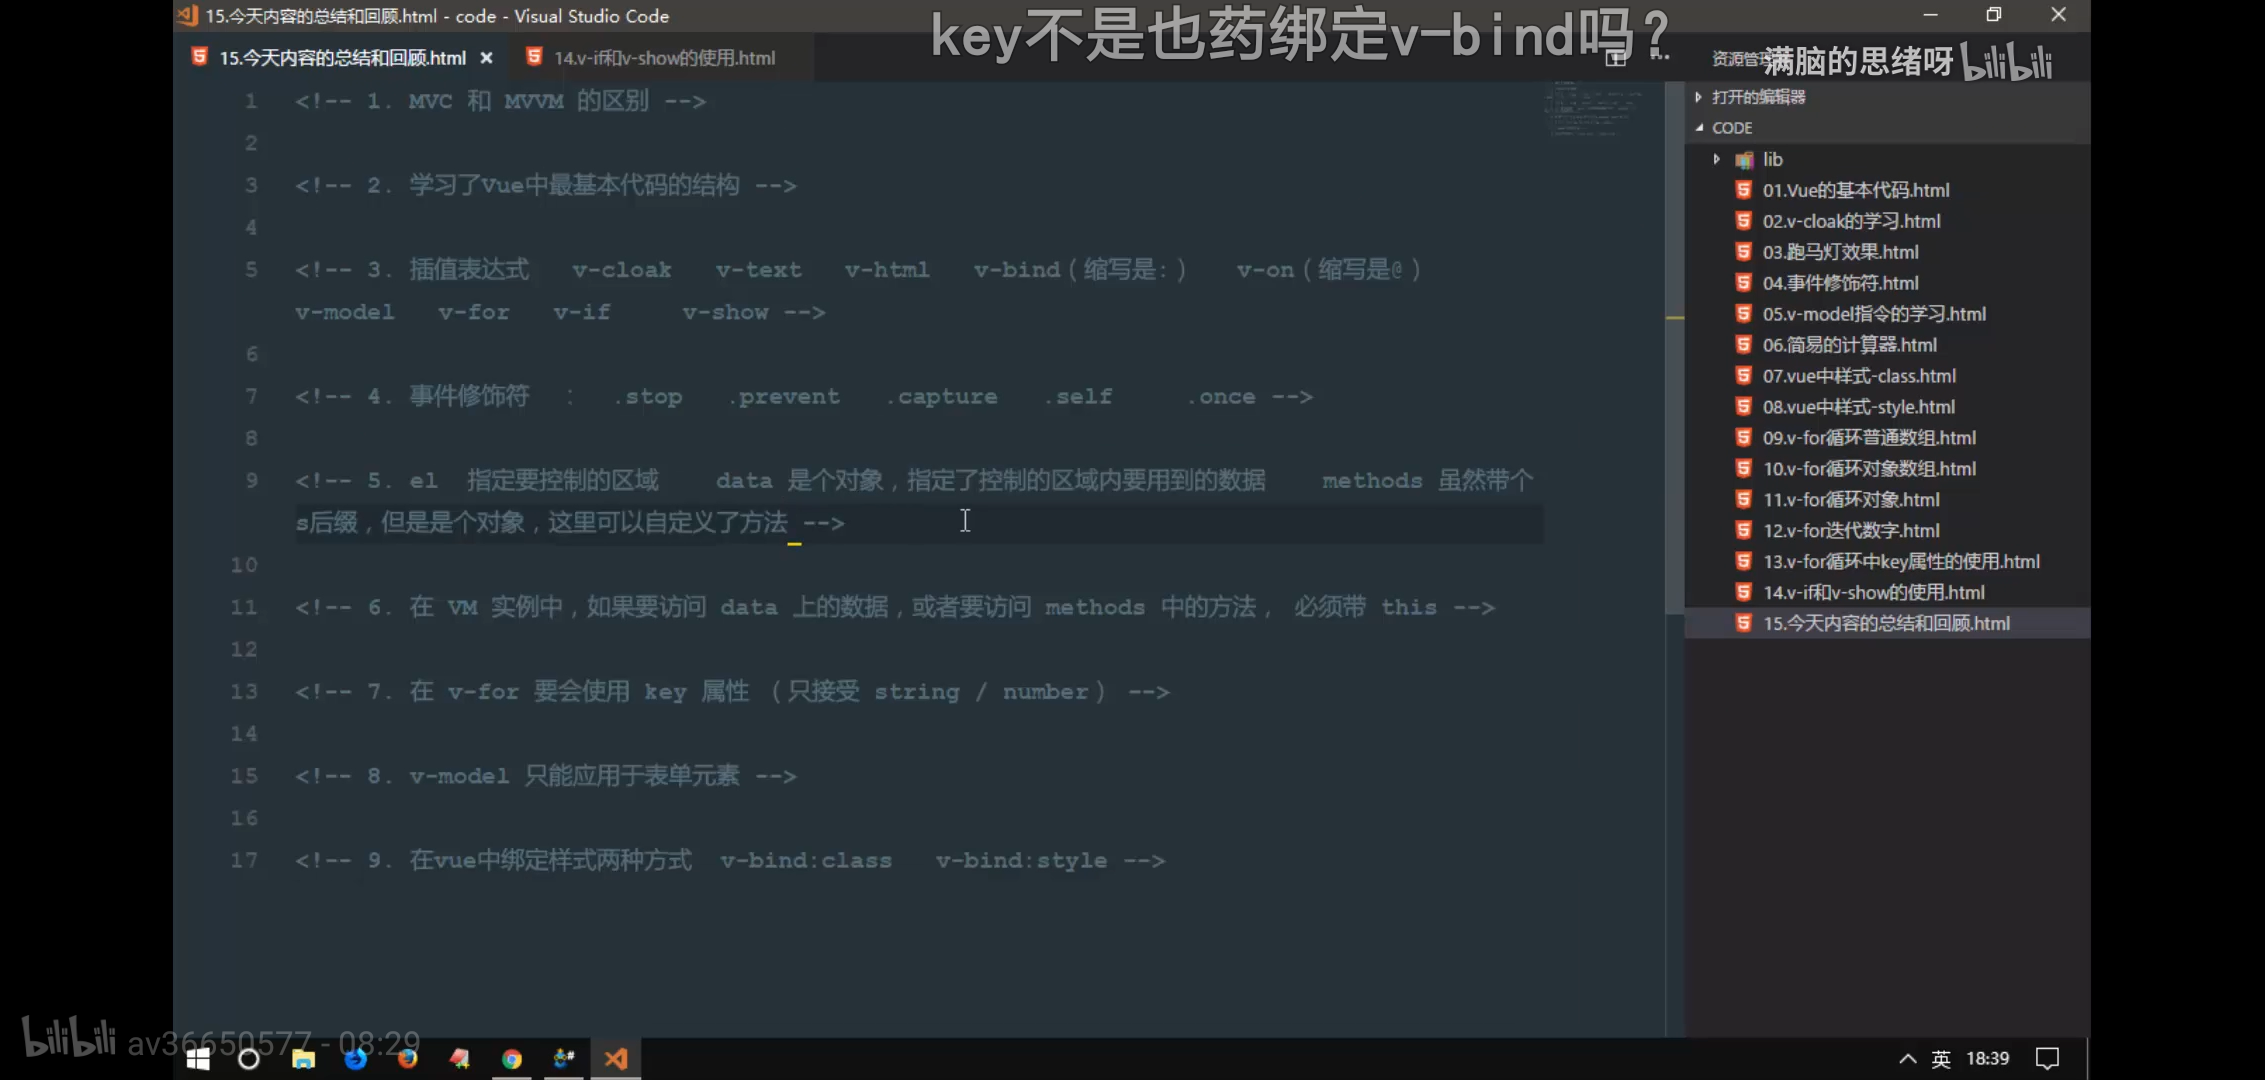 15.今天内容的总结和回顾.html - code - Visual Studio Code
key不是也药绑定v-bind吗？
15.今天内容的总结和回顾.html
14.v-if和v-show的使用.html
满脑的思绪呀 bilibili
1 <!-- 1. MVC 和 MVVM 的区别 -->
2
3 <!-- 2. 学习了Vue中最基本代码的结构 -->
4
5 <!-- 3. 插值表达式 v-cloak v-text v-html v-bind（缩写是:） v-on（缩写是@）
v-model v-for v-if v-show -->
6
7 <!-- 4. 事件修饰符 ： .stop .prevent .capture .self .once -->
8
9 <!-- 5. el 指定要控制的区域 data 是个对象，指定了控制的区域内要用到的数据 methods 虽然带个
s后缀，但是是个对象，这里可以自定义了方法 -->
10
11 <!-- 6. 在 VM 实例中，如果要访问 data 上的数据，或者要访问 methods 中的方法， 必须带 this -->
12
13 <!-- 7. 在 v-for 要会使用 key 属性 （只接受 string / number） -->
14
15 <!-- 8. v-model 只能应用于表单元素 -->
16
17 <!-- 9. 在vue中绑定样式两种方式 v-bind:class v-bind:style -->
打开的编辑器
CODE
lib
01.Vue的基本代码.html
02.v-cloak的学习.html
03.跑马灯效果.html
04.事件修饰符.html
05.v-model指令的学习.html
06.简易的计算器.html
07.vue中样式-class.html
08.vue中样式-style.html
09.v-for循环普通数组.html
10.v-for循环对象数组.html
11.v-for循环对象.html
12.v-for迭代数字.html
13.v-for循环中key属性的使用.html
14.v-if和v-show的使用.html
15.今天内容的总结和回顾.html
bilibili av36650577 - 08:29
英 18:39